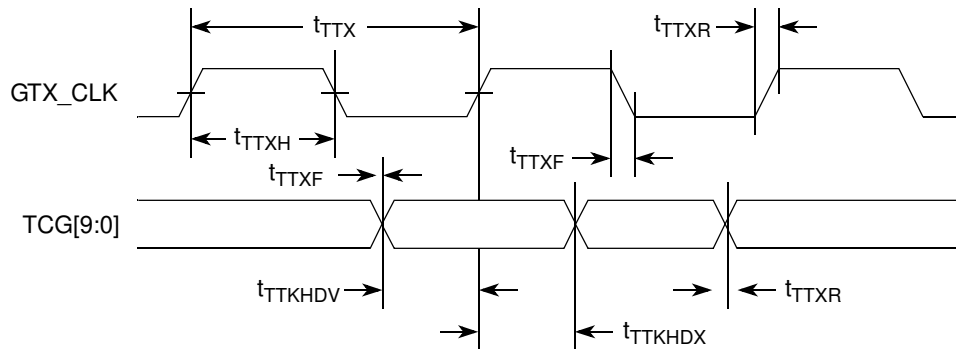 tTTX
tTTXR
GTX_CLK
tTTXH
tTTXF
tTTXF
TCG[9:0]
tTTKHDV
tTTXR
tTTKHDX